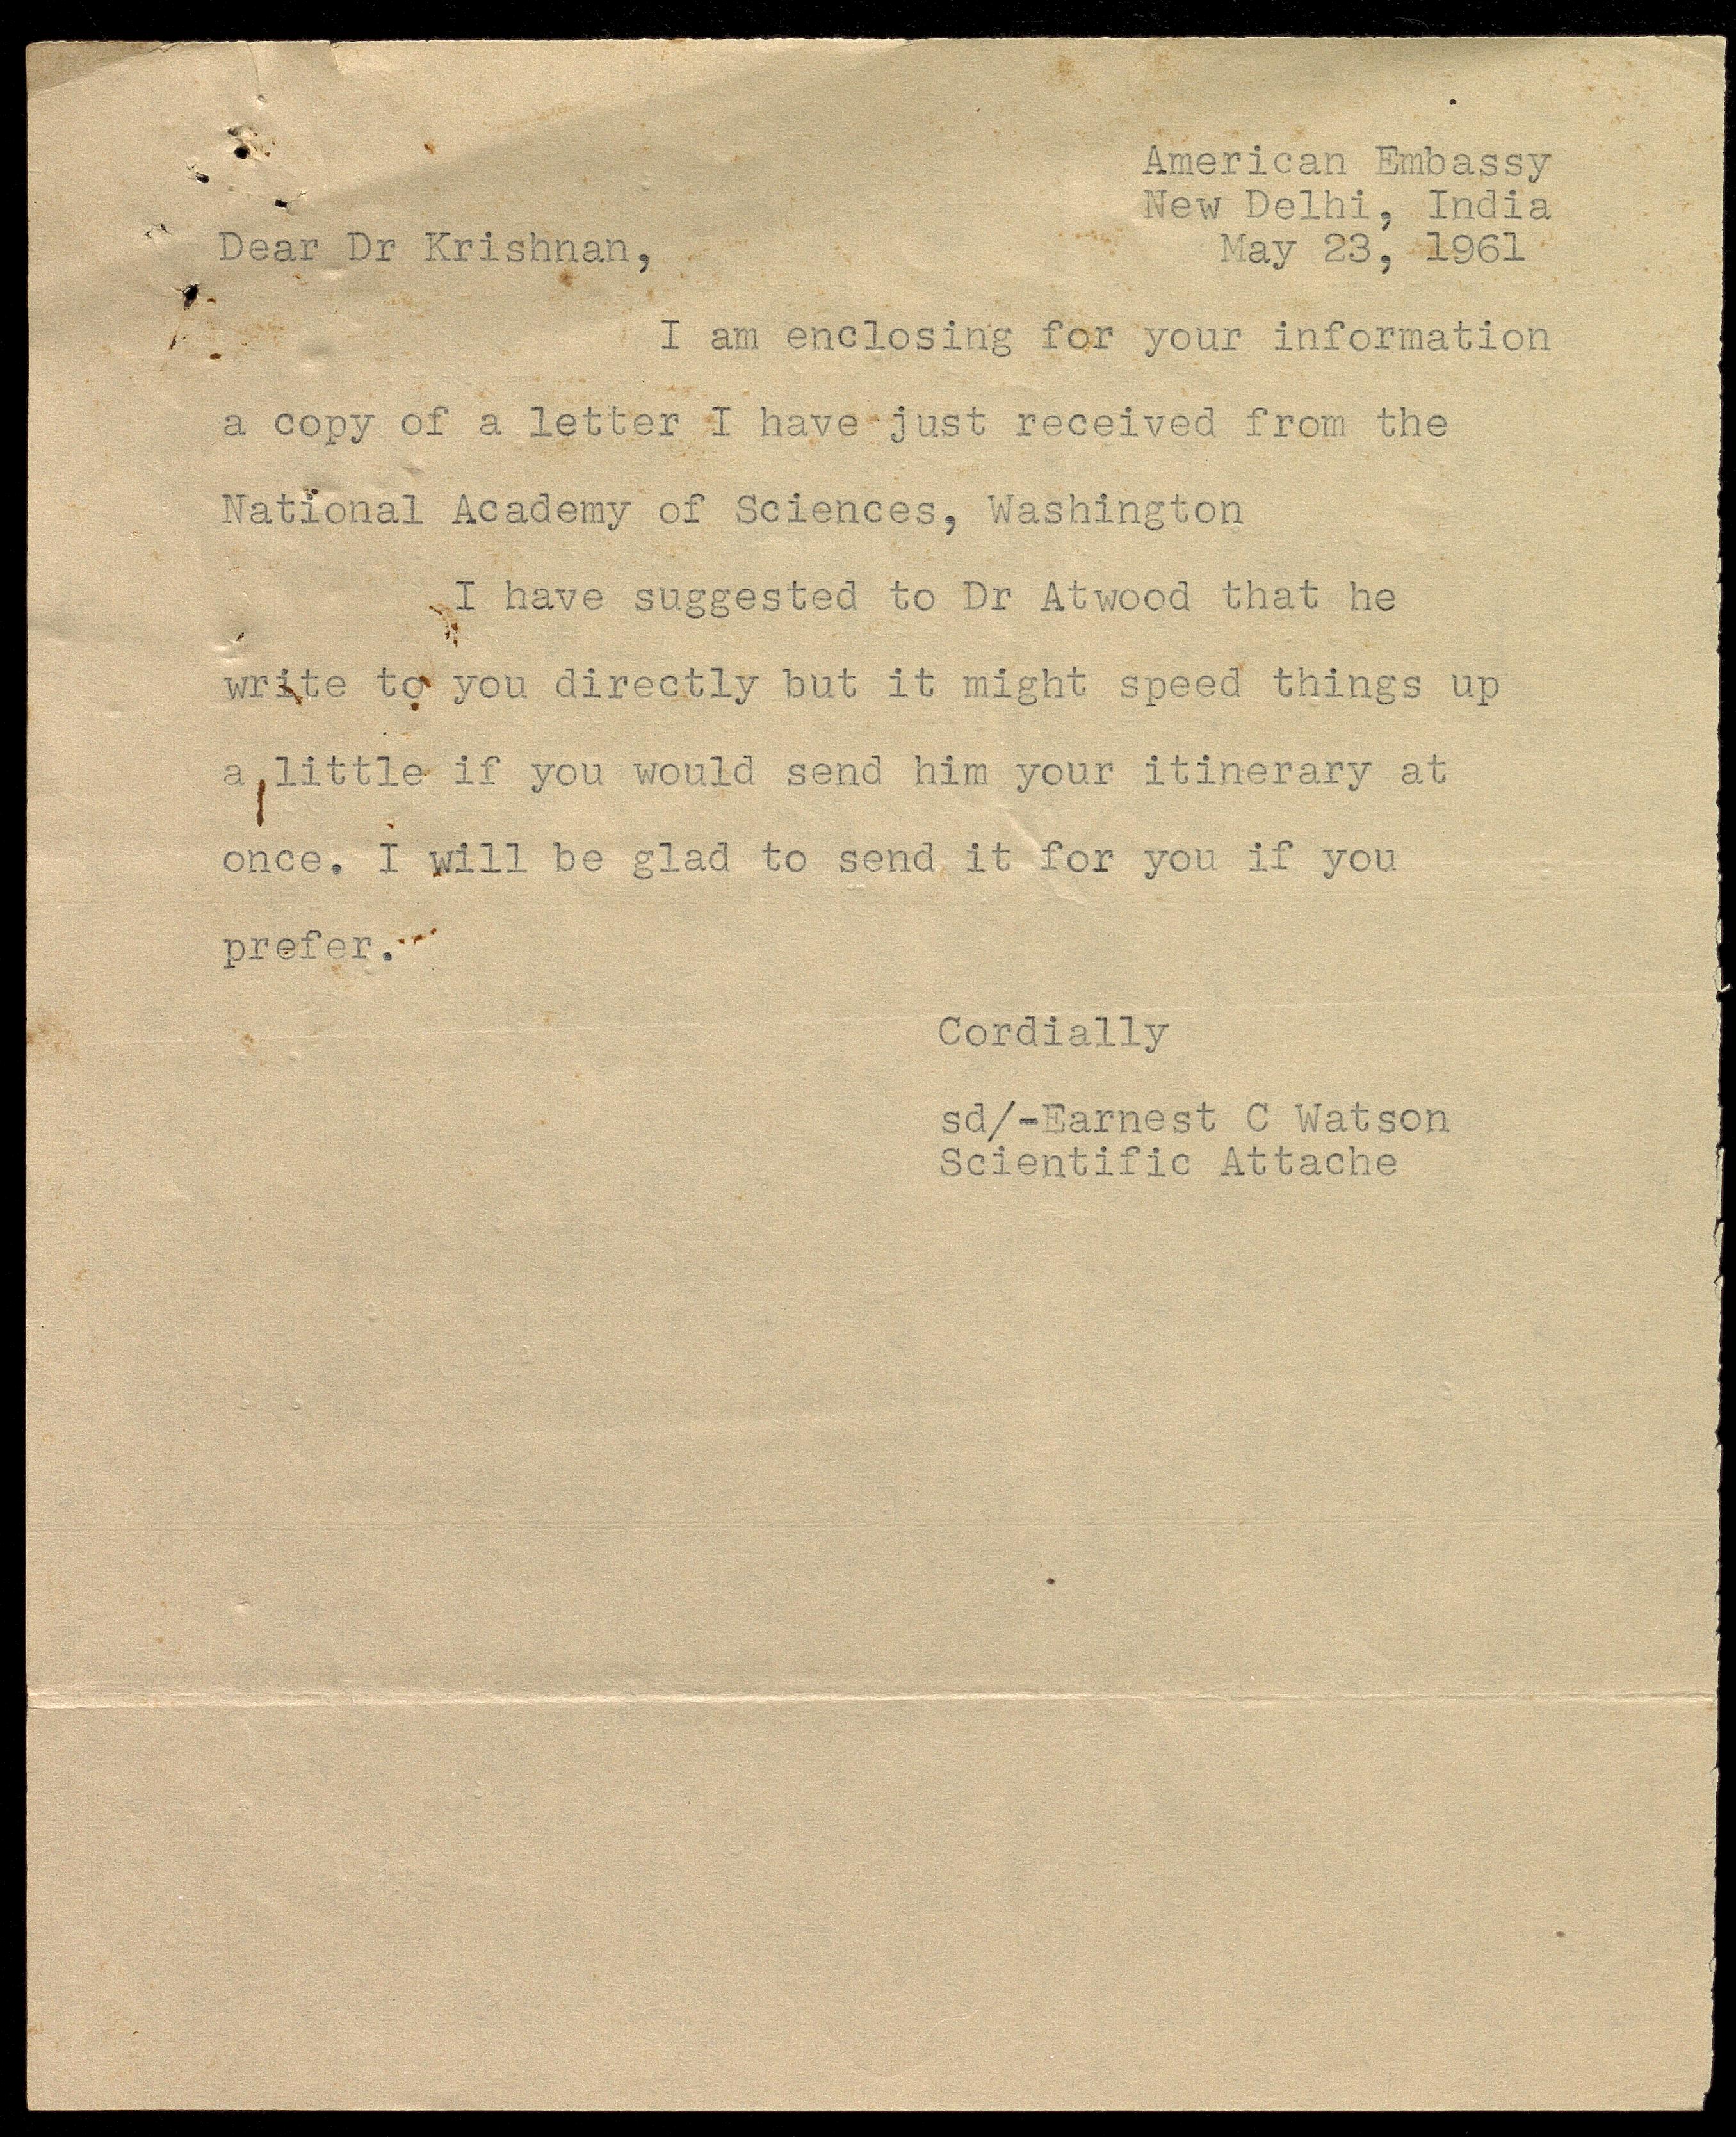 American Embassy
New Delhi, India
May 23, 1961
Dear Dr Krishnan,
I am enclosing for your information
a copy of a letter I have just received from the
National Academy of Sciences, Washington
I have suggested to Dr Atwood that he
write to you directly but it might speed things up
a little if you would send him your itinerary at
once. I will be glad to send it for you if you
prefer.
Cordially
sd/-Earnest C Watson
Scientific Attache